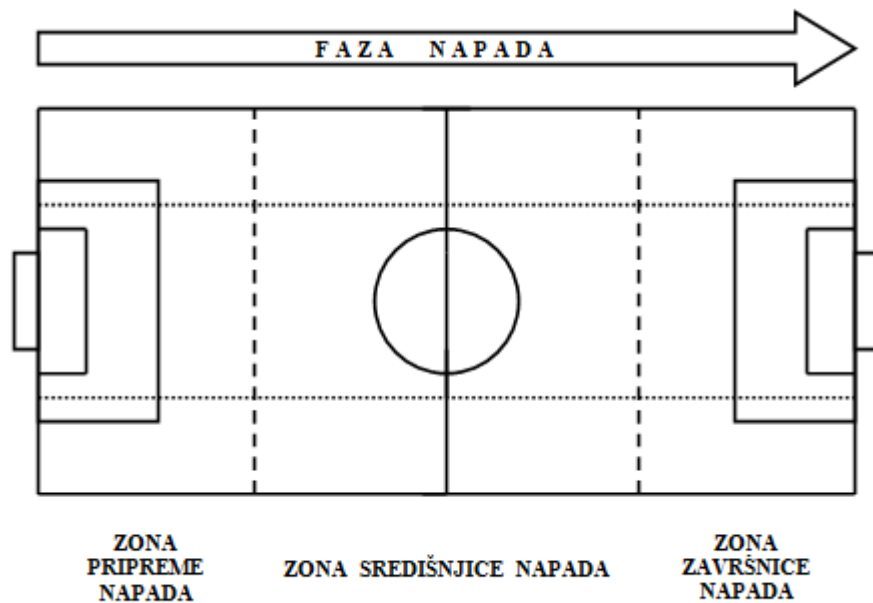 FAZA NAPADA
ZONA
PRIPREME
NAPADA
ZONA SREDIŠNJICE NAPADA
ZONA
ZAVRŠNICE
NAPADA